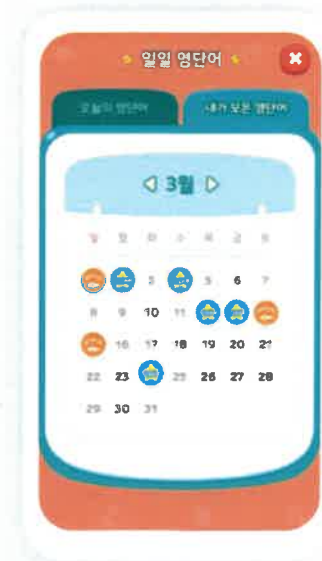 일일 영단어
오늘의 영단어 내가 모은 영단어
3월
일 월 화 수 목 금 토
3 5 6 7
8 9 10 11
16 17 18 19 20 21
22 23 25 26 27 28
29 30 31